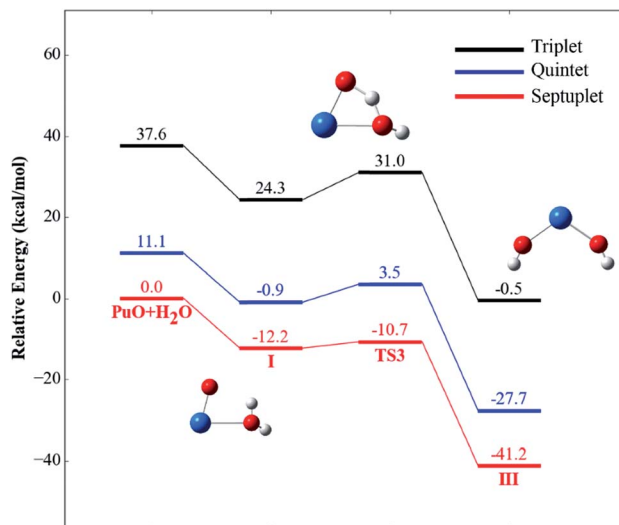 60
40
20
0
−20
−40
Relative Energy (kcal/mol)
Triplet
Quintet
Septuplet
37.6
24.3
31.0
-0.5
11.1
-0.9
3.5
-27.7
0.0
PuO+H₂O
-12.2
I
-10.7
TS3
-41.2
III